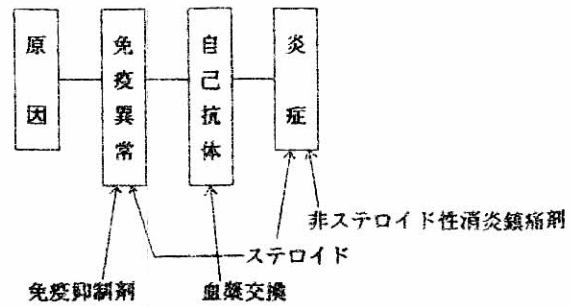 原因
免疫異常
自己抗体
炎症
非ステロイド性消炎鎮痛剤
ステロイド
免疫抑制剤
血漿交換